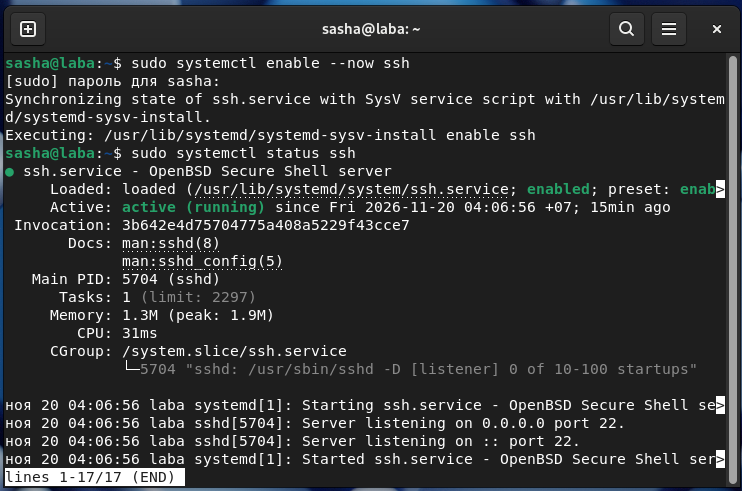 sasha@laba: ~
sasha@laba:~$ sudo systemctl enable --now ssh
[sudo] пароль для sasha:
Synchronizing state of ssh.service with SysV service script with /usr/lib/system
d/systemd-sysv-install.
Executing: /usr/lib/systemd/systemd-sysv-install enable ssh
sasha@laba:~$ sudo systemctl status ssh
● ssh.service - OpenBSD Secure Shell server
     Loaded: loaded (/usr/lib/systemd/system/ssh.service; enabled; preset: enab>
     Active: active (running) since Fri 2026-11-20 04:06:56 +07; 15min ago
 Invocation: 3b642e4d75704775a408a5229f43cce7
       Docs: man:sshd(8)
             man:sshd_config(5)
   Main PID: 5704 (sshd)
      Tasks: 1 (limit: 2297)
     Memory: 1.3M (peak: 1.9M)
        CPU: 31ms
     CGroup: /system.slice/ssh.service
             └─5704 "sshd: /usr/sbin/sshd -D [listener] 0 of 10-100 startups"
ноя 20 04:06:56 laba systemd[1]: Starting ssh.service - OpenBSD Secure Shell se>
ноя 20 04:06:56 laba sshd[5704]: Server listening on 0.0.0.0 port 22.
ноя 20 04:06:56 laba sshd[5704]: Server listening on :: port 22.
ноя 20 04:06:56 laba systemd[1]: Started ssh.service - OpenBSD Secure Shell ser>
lines 1-17/17 (END)